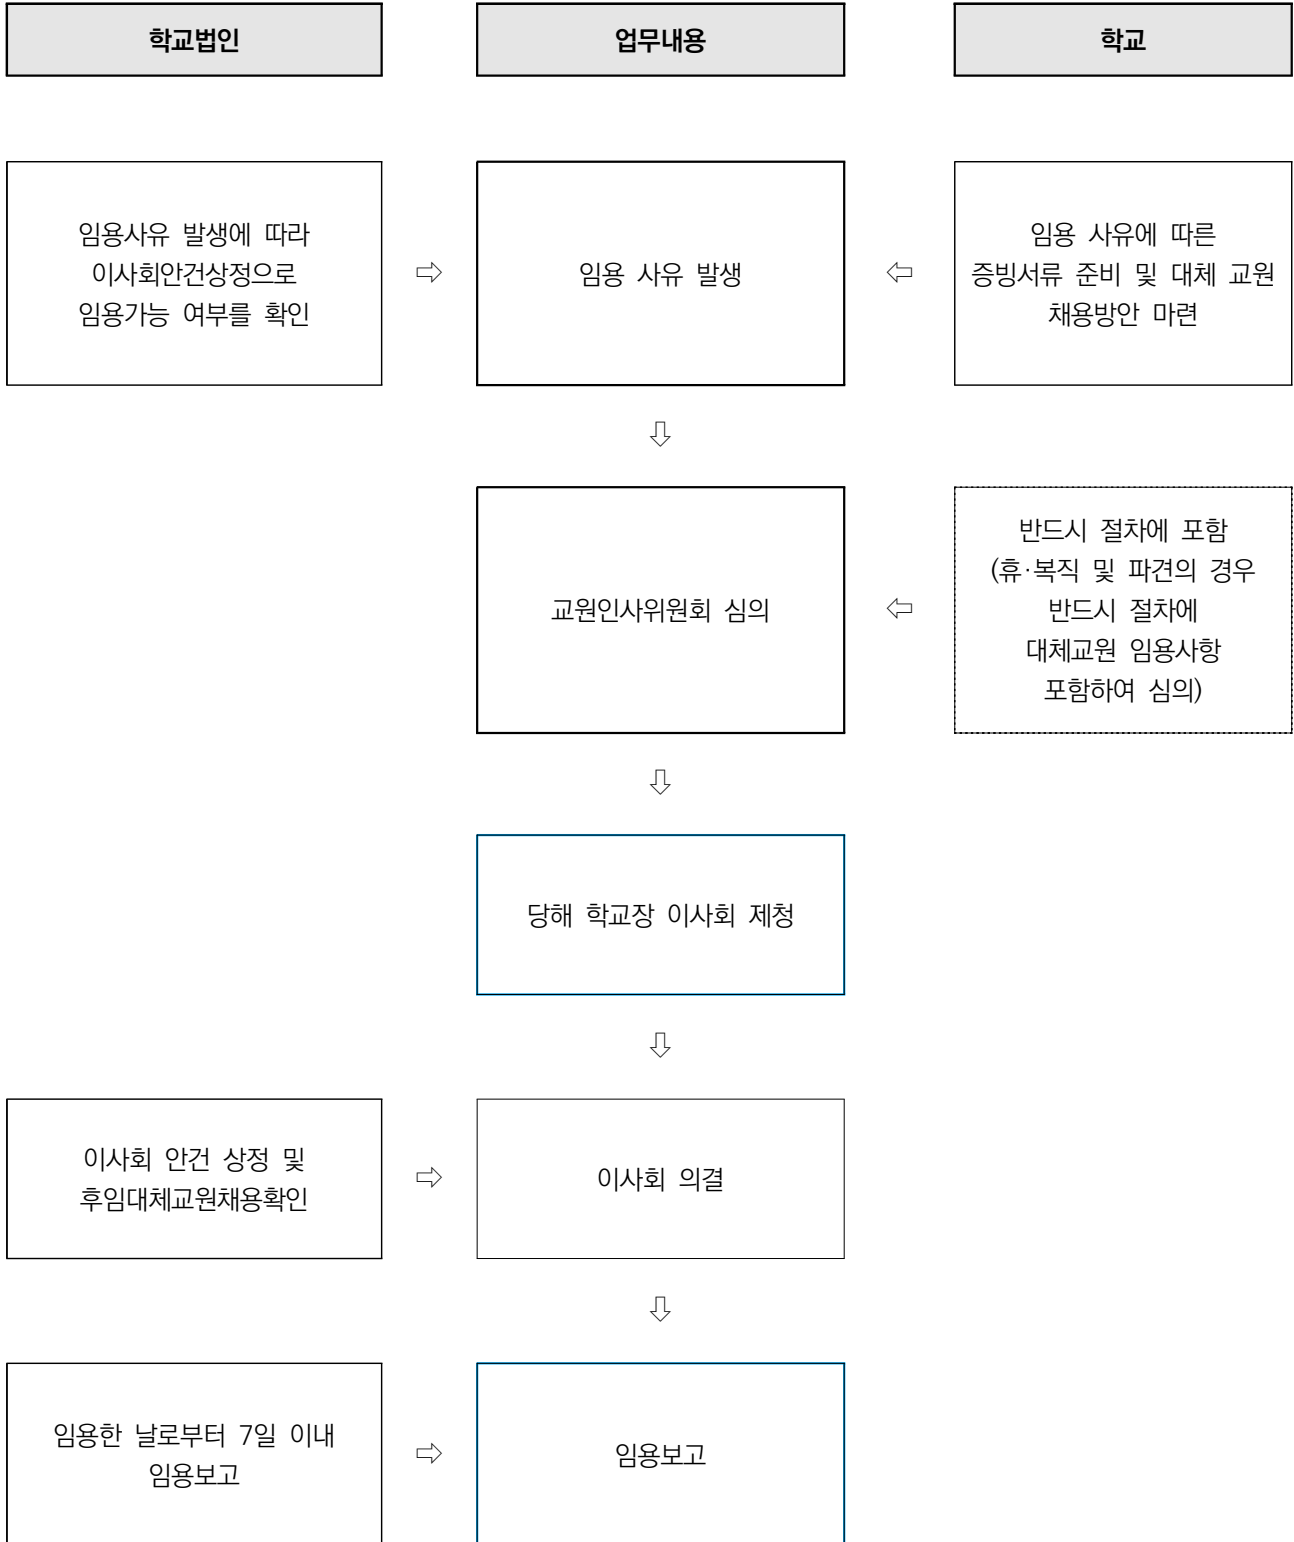 학교법인
업무내용
학교
임용사유 발생에 따라
이사회안건상정으로
임용가능 여부를 확인
⇨
임용 사유 발생
⇦
임용 사유에 따른
증빙서류 준비 및 대체 교원
채용방안 마련
⇩
교원인사위원회 심의
⇦
반드시 절차에 포함
(휴·복직 및 파견의 경우
반드시 절차에
대체교원 임용사항
포함하여 심의)
⇩
당해 학교장 이사회 제청
⇩
이사회 안건 상정 및
후임대체교원채용확인
⇨
이사회 의결
⇩
임용한 날로부터 7일 이내
임용보고
⇨
임용보고